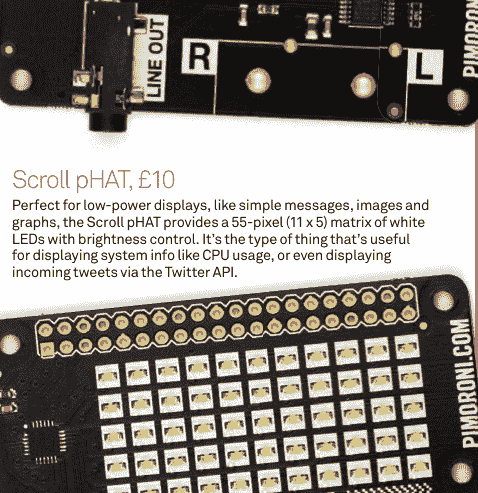 LINE OUT
R
L
PIMORONI
Scroll pHAT, £10
Perfect for low-power displays, like simple messages, images and
graphs, the Scroll pHAT provides a 55-pixel (11 x 5) matrix of white
LEDs with brightness control. It's the type of thing that's useful
for displaying system info like CPU usage, or even displaying
incoming tweets via the Twitter API.
PIMORONI.COM